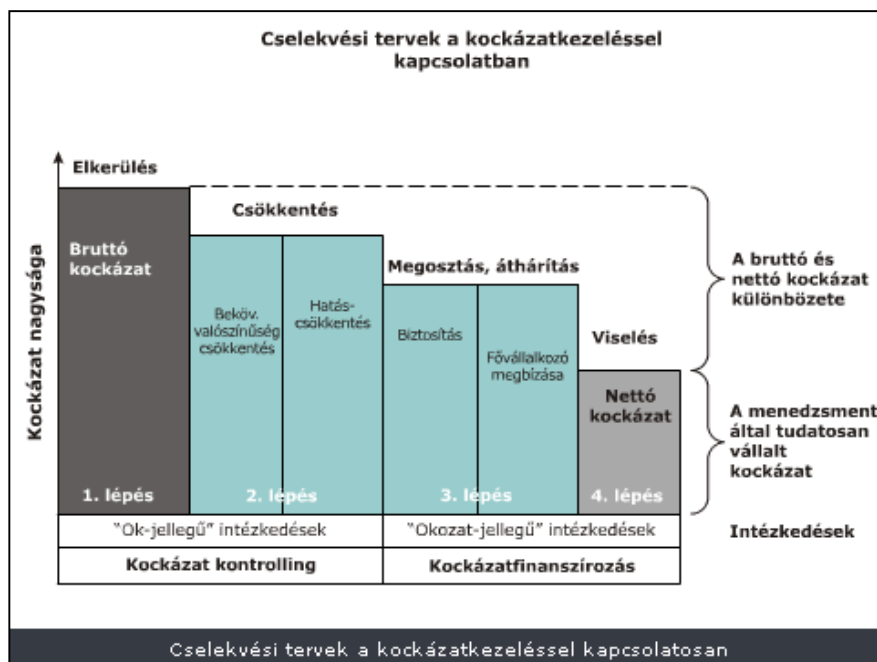 Cselekvési tervek a kockázatkezeléssel
kapcsolatban
Kockázat nagysága
Elkerülés
Bruttó
kockázat
1. lépés
Csökkentés
Beköv.
valószínűség
csökkentés
Hatás-
csökkentés
2. lépés
Megosztás, áthárítás
Biztosítás
Fővállalkozó
megbízása
3. lépés
Viselés
Nettó
kockázat
4. lépés
A bruttó és
nettó kockázat
különbözete
A menedzsment
által tudatosan
vállalt
kockázat
"Ok-jellegű" intézkedések
"Okozat-jellegű" intézkedések
Intézkedések
Kockázat kontrolling
Kockázatfinanszírozás
Cselekvési tervek a kockázatkezeléssel kapcsolatosan